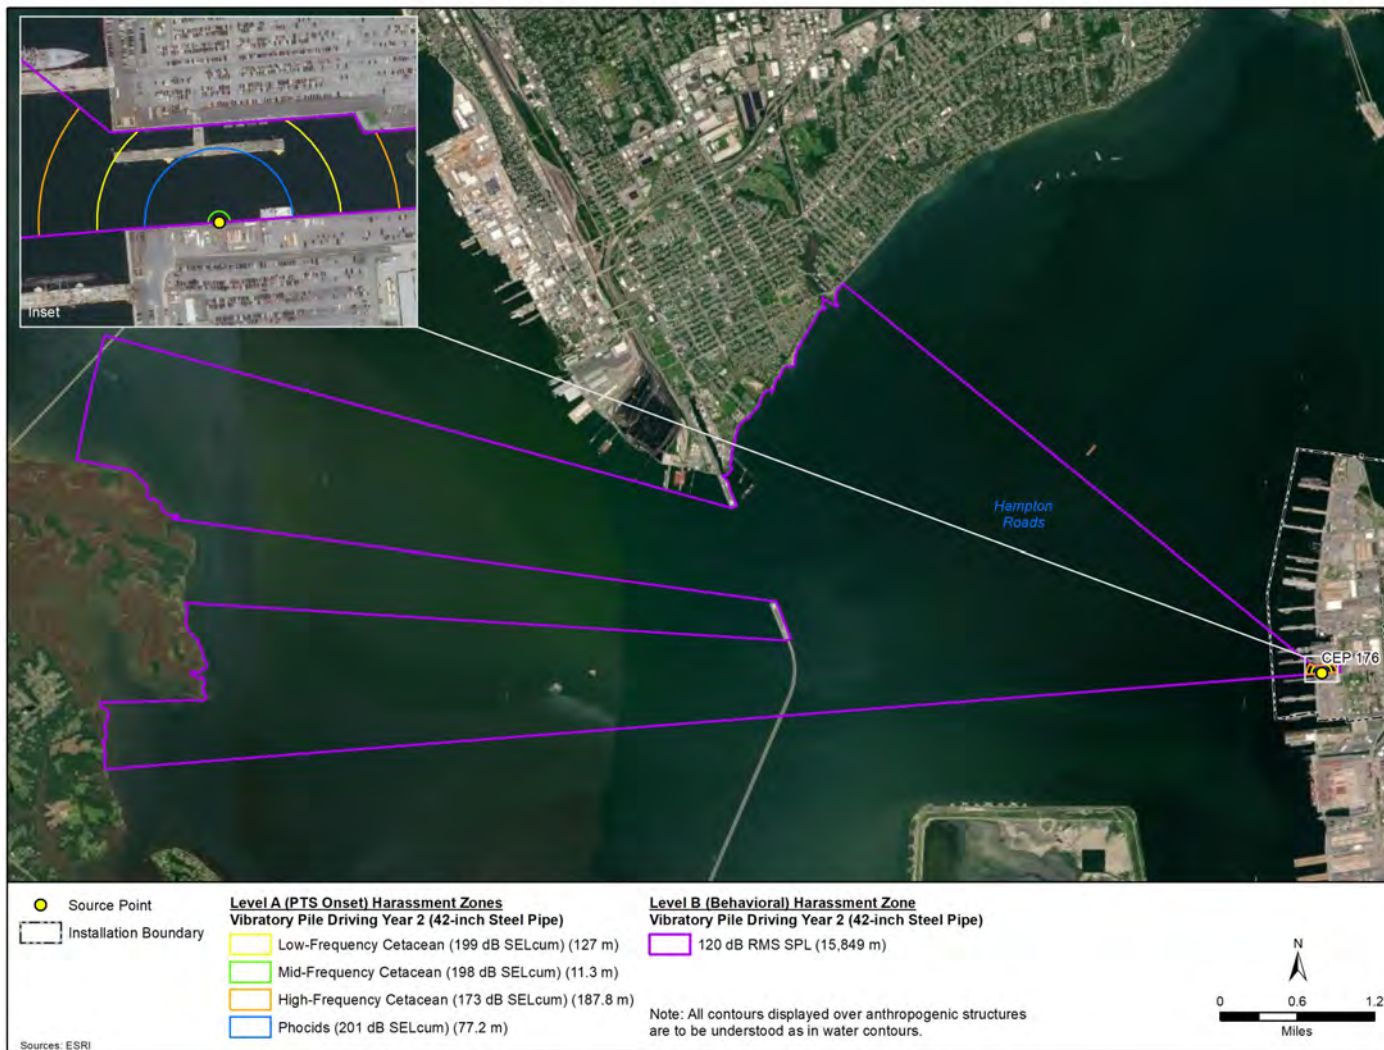 Inset
Hampton
Roads
CEP 176
Source Point
Installation Boundary
Level A (PTS Onset) Harassment Zones
Vibratory Pile Driving Year 2 (42-inch Steel Pipe)
Low-Frequency Cetacean (199 dB SELcum) (127 m)
Mid-Frequency Cetacean (198 dB SELcum) (11.3 m)
High-Frequency Cetacean (173 dB SELcum) (187.8 m)
Phocids (201 dB SELcum) (77.2 m)
Level B (Behavioral) Harassment Zone
Vibratory Pile Driving Year 2 (42-inch Steel Pipe)
120 dB RMS SPL (15,849 m)
Note: All contours displayed over anthropogenic structures
are to be understood as in water contours.
N
0 0.6 1.2
Miles
Sources: ESRI